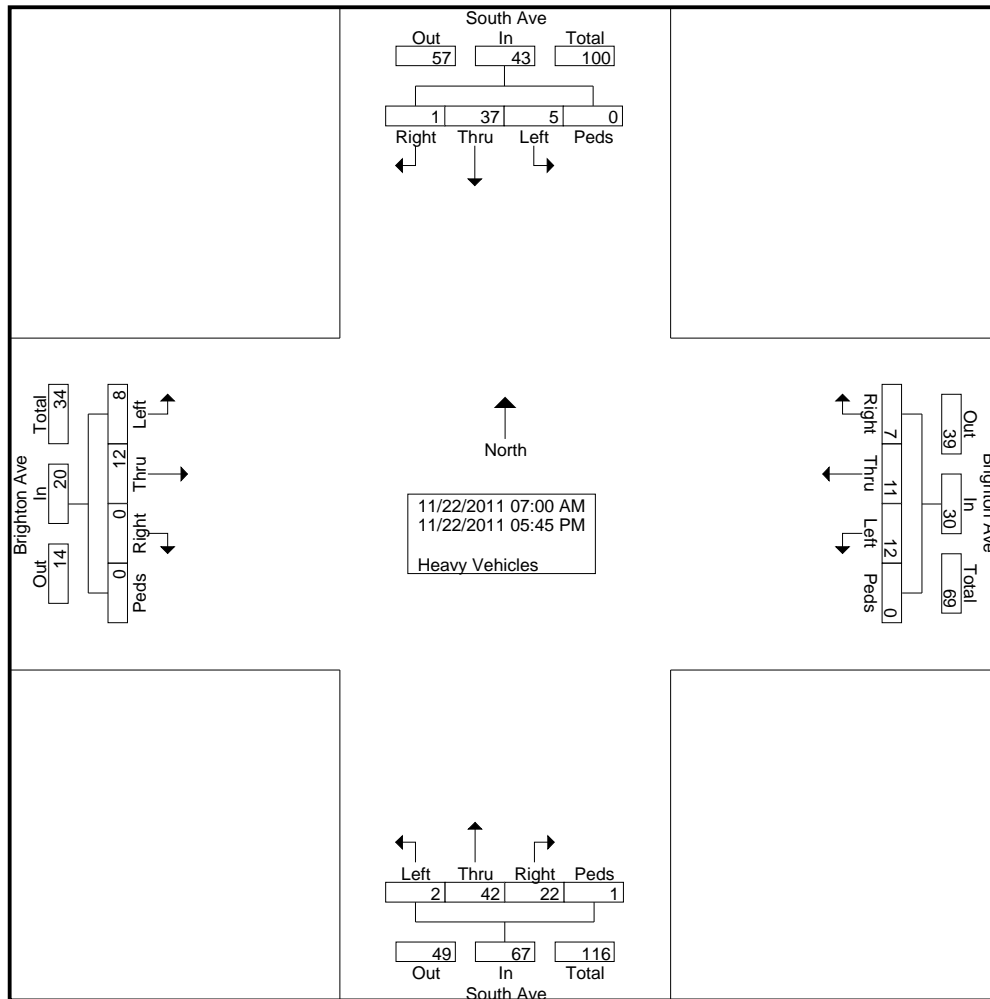 South Ave
Out In Total
57 43 100
1 37 5 0
Right Thru Left Peds
Brighton Ave
Total In Out
34 20 14
8 12 0 0
Left Thru Right Peds
North
11/22/2011 07:00 AM
11/22/2011 05:45 PM
Heavy Vehicles
Right Thru Left Peds
7 11 12 0
Out In Total
39 30 69
Brighton Ave
Left Thru Right Peds
2 42 22 1
49 67 116
Out In Total
South Ave